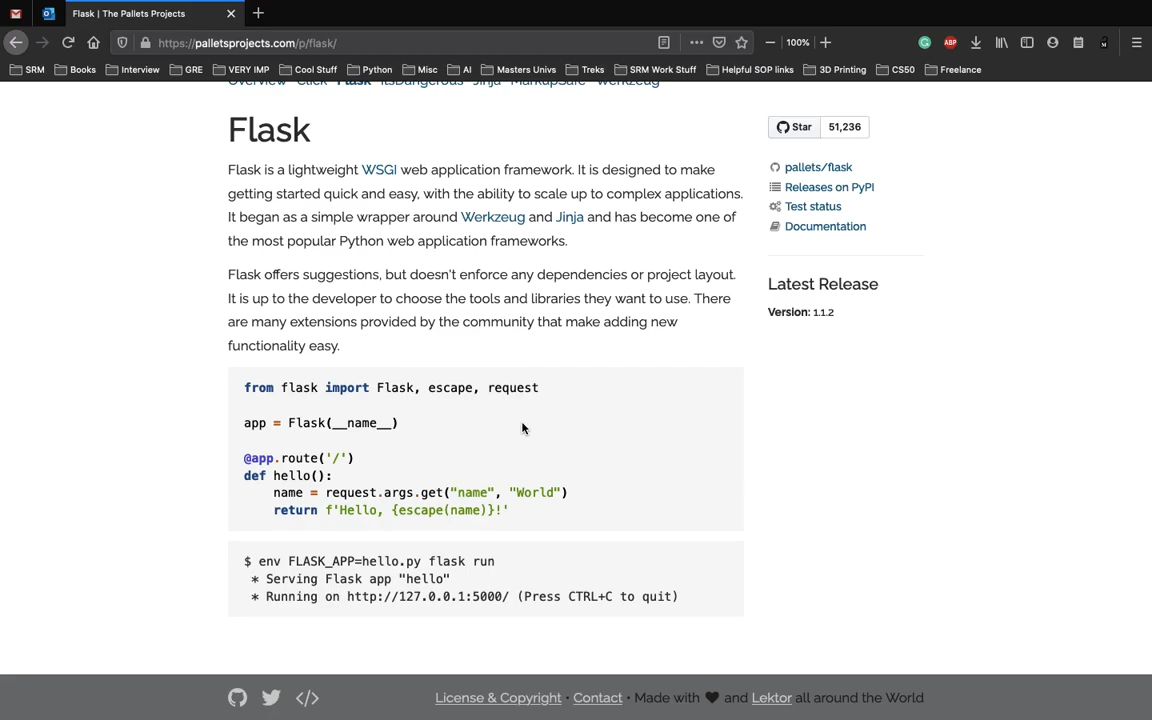 Flask | The Pallets Projects
https://palletsprojects.com/p/flask/
100%
ABP
SRM Books Interview GRE VERY IMP Cool Stuff Python Misc AI Masters Univs Treks SRM Work Stuff Helpful SOP links 3D Printing CS50 Freelance
Overview Click Flask ItsDangerous Jinja MarkupSafe Werkzeug
Flask
Star 51,236
Flask is a lightweight WSGI web application framework. It is designed to make
getting started quick and easy, with the ability to scale up to complex applications.
It began as a simple wrapper around Werkzeug and Jinja and has become one of
the most popular Python web application frameworks.
Flask offers suggestions, but doesn't enforce any dependencies or project layout.
It is up to the developer to choose the tools and libraries they want to use. There
are many extensions provided by the community that make adding new
functionality easy.
pallets/flask
Releases on PyPI
Test status
Documentation
Latest Release
Version: 1.1.2
from flask import Flask, escape, request
app = Flask(__name__)
@app.route('/')
def hello():
    name = request.args.get("name", "World")
    return f'Hello, {escape(name)}!'
$ env FLASK_APP=hello.py flask run
 * Serving Flask app "hello"
 * Running on http://127.0.0.1:5000/ (Press CTRL+C to quit)
License & Copyright · Contact · Made with ♥ and Lektor all around the World